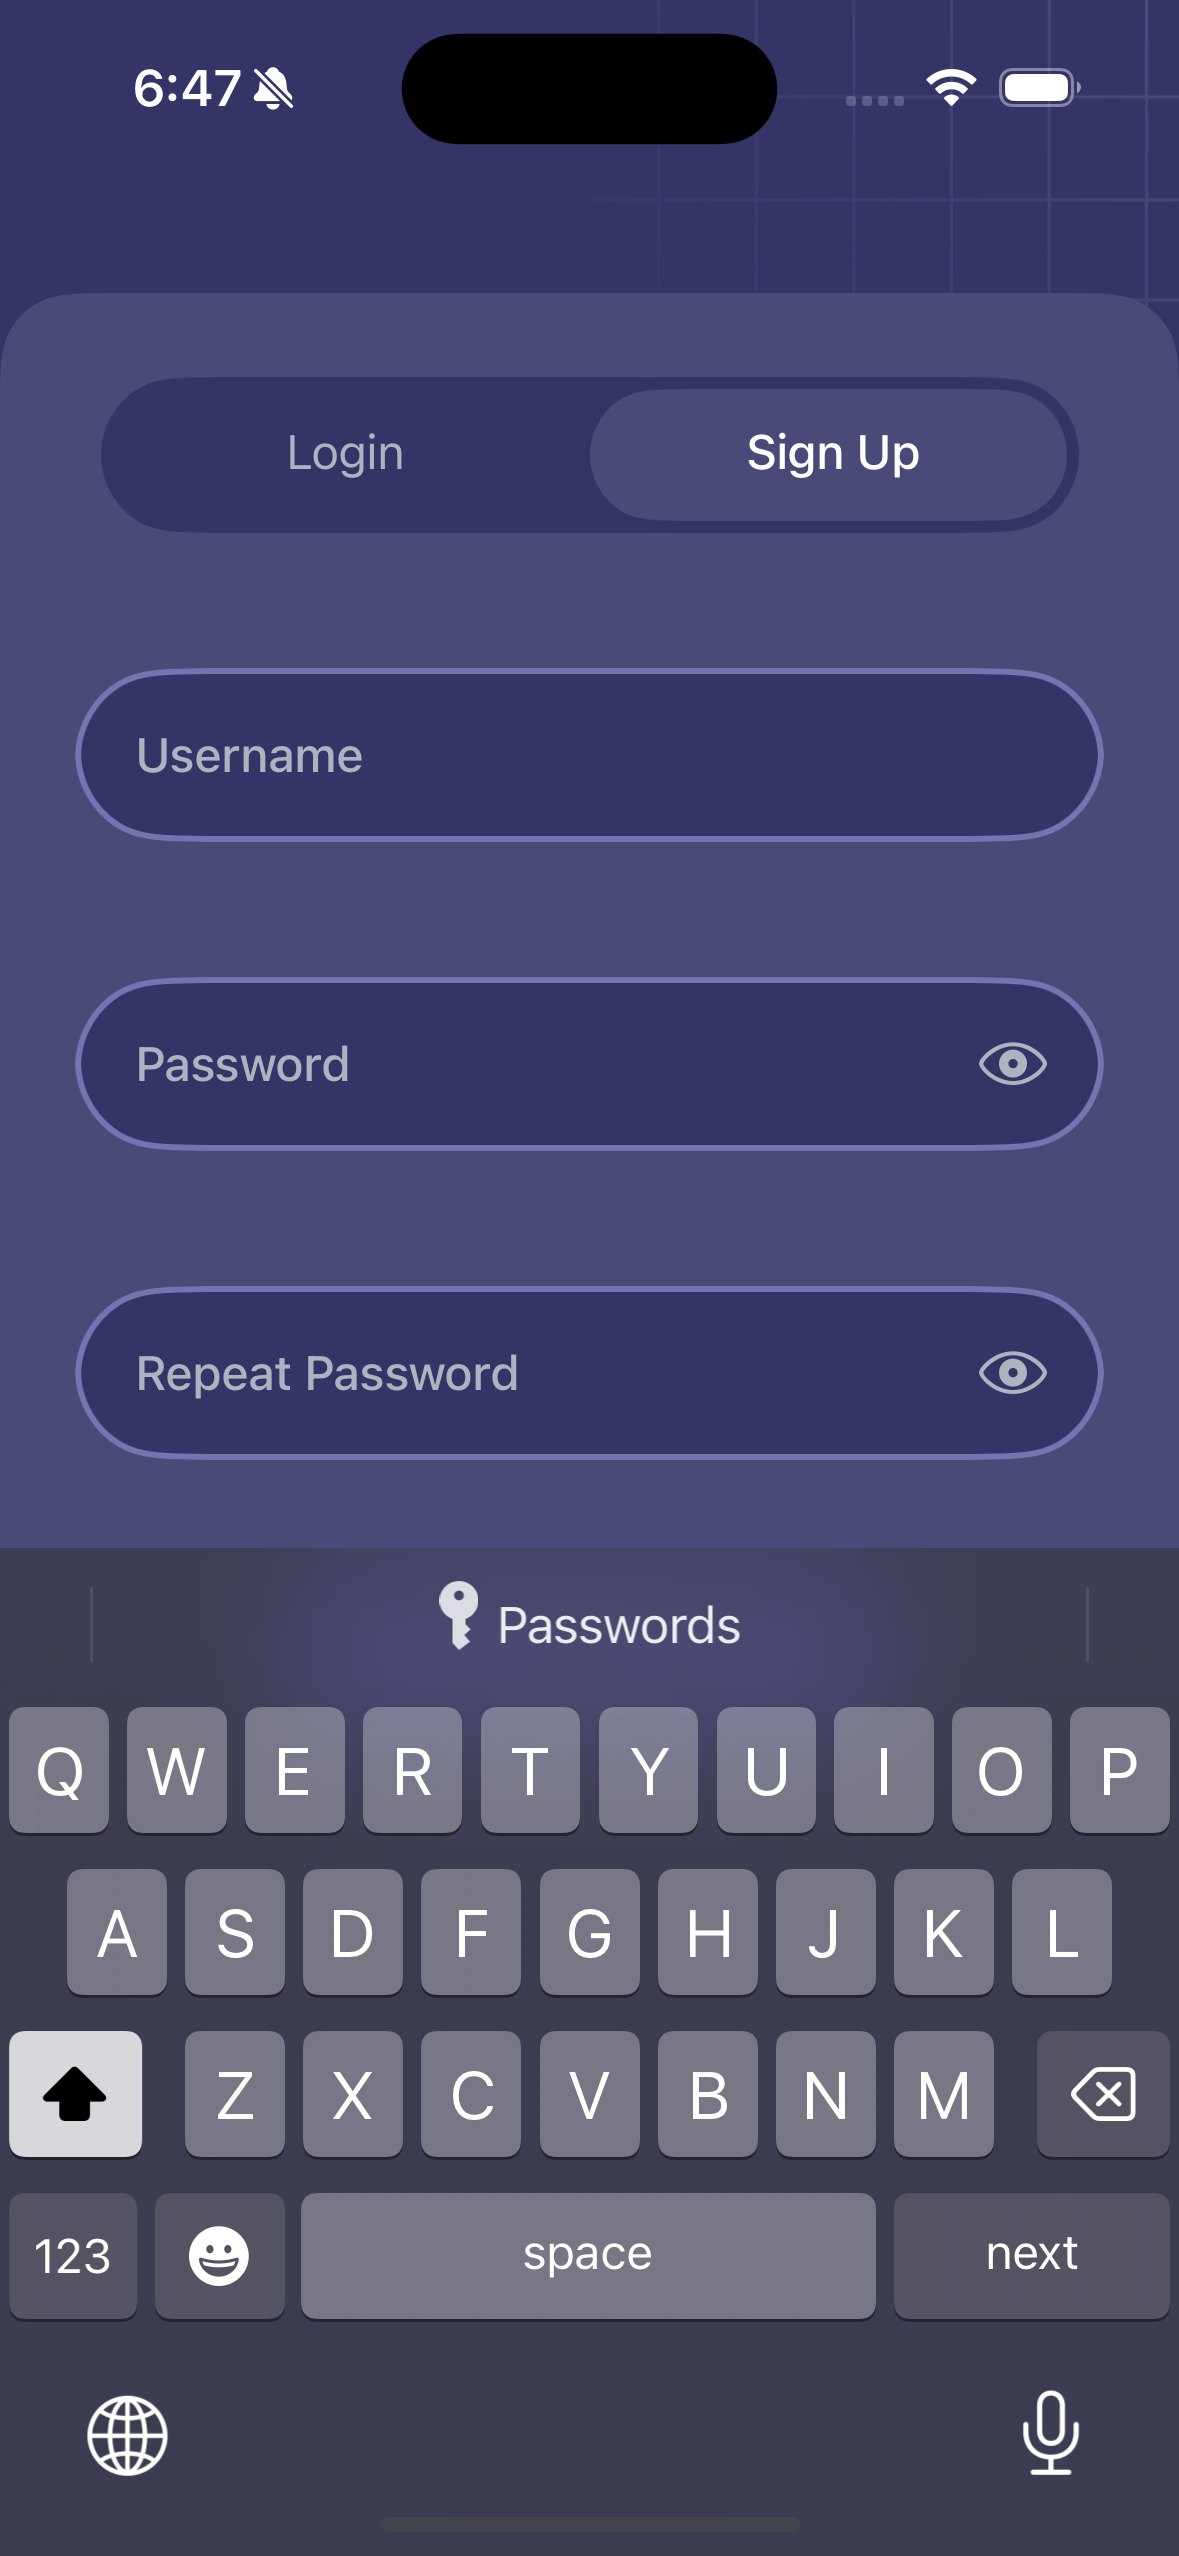 6:47
Login Sign Up
Username
Password
Repeat Password
Passwords
Q W E R T Y U I O P
A S D F G H J K L
Z X C V B N M
123 space next